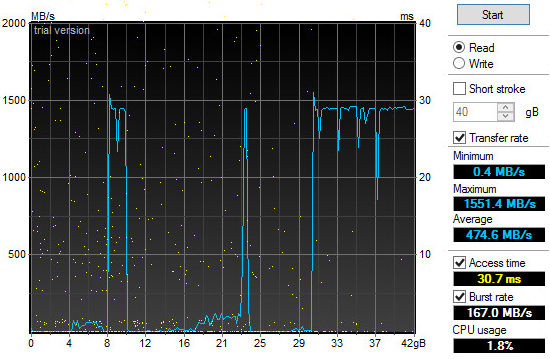 MB/s
ms
2000
trial version
40
1500
30
1000
20
500
10
0
4
8
12
16
20
24
29
33
37
42gB
Start
Read
Write
Short stroke
40
gB
Transfer rate
Minimum
0.4 MB/s
Maximum
1551.4 MB/s
Average
474.6 MB/s
Access time
30.7 ms
Burst rate
167.0 MB/s
CPU usage
1.8%